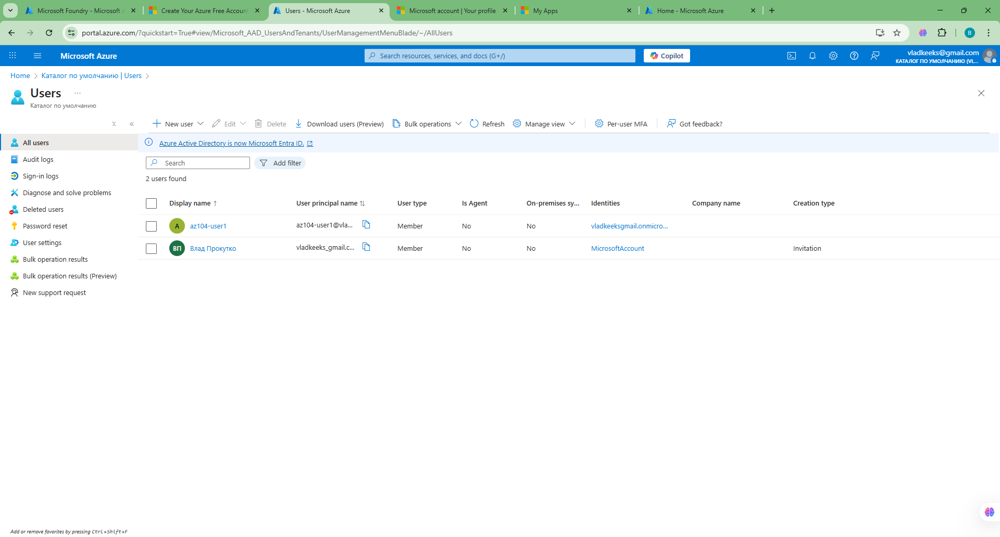 Microsoft Foundry - Microsoft A
Create Your Azure Free Account
Users - Microsoft Azure
Microsoft account | Your profile
My Apps
Home - Microsoft Azure
portal.azure.com/?quickstart=True#view/Microsoft_AAD_UsersAndTenants/UserManagementMenuBlade/~/AllUsers
B
Microsoft Azure
Search resources, services, and docs (G+/)
Copilot
vladkeeks@gmail.com
КАТАЛОГ ПО УМОЛЧАНИЮ (VL...
Home
Каталог по умолчанию | Users
Users
...
Каталог по умолчанию
New user
Edit
Delete
Download users (Preview)
Bulk operations
Refresh
Manage view
Per-user MFA
Got feedback?
All users
Audit logs
Sign-in logs
Diagnose and solve problems
Deleted users
Password reset
User settings
Bulk operation results
Bulk operation results (Preview)
New support request
Azure Active Directory is now Microsoft Entra ID.
Search
Add filter
2 users found
Display name ↑ User principal name ↑↓ User type Is Agent On-premises sy... Identities Company name Creation type
A az104-user1 az104-user1@vla... Member No No vladkeeksgmail.onmicro...
ВП Влад Прокутко vladkeeks_gmail.c... Member No No MicrosoftAccount Invitation
Add or remove favorites by pressing Ctrl+Shift+F